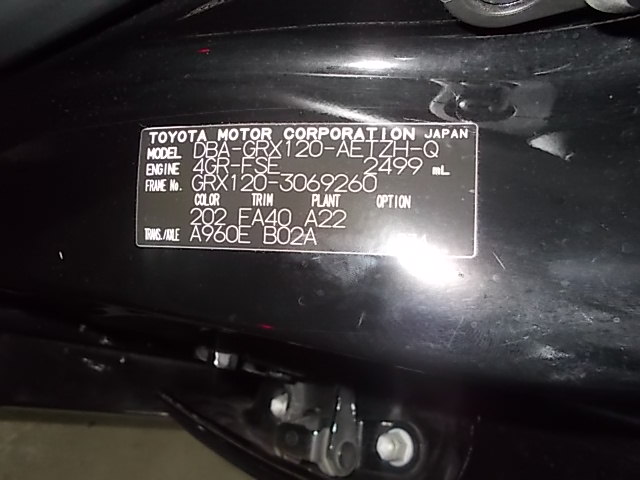 TOYOTA MOTOR CORPORATION JAPAN
MODEL DBA-GRX120-AETZH-Q
ENGINE 4GR-FSE 2499 mL
FRAME No. GRX120-3069260
COLOR TRIM PLANT OPTION
202 FA40 A22
TRANS./AXLE A960E B02A